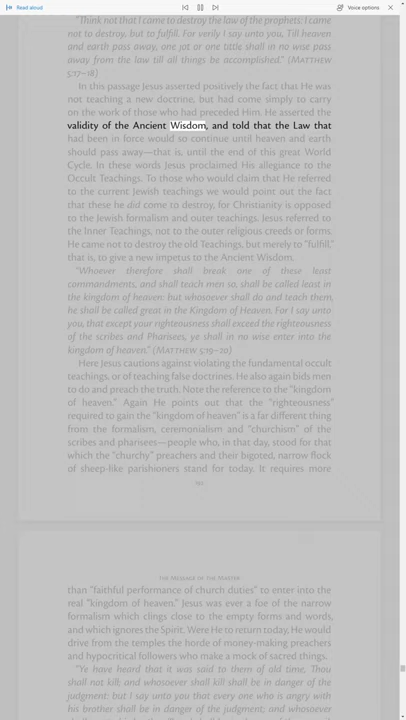 Read aloud
Voice options
"Think not that I came to destroy the law of the prophets: I came
not to destroy, but to fulfill. For verily I say unto you, Till heaven
and earth pass away, one jot or one tittle shall in no wise pass
away from the law till all things be accomplished." (Matthew
5:17–18)
In this passage Jesus asserted positively the fact that He was
not teaching a new doctrine, but had come simply to carry
on the work of those who had preceded Him. He asserted the
validity of the Ancient Wisdom, and told that the Law that
had been in force would so continue until heaven and earth
should pass away—that is, until the end of this great World
Cycle. In these words Jesus proclaimed His allegiance to the
Occult Teachings. To those who would claim that He referred
to the current Jewish teachings we would point out the fact
that these he did come to destroy, for Christianity is opposed
to the Jewish formalism and outer teachings. Jesus referred to
the Inner Teachings, not to the outer religious creeds or forms.
He came not to destroy the old Teachings, but merely to "fulfill,"
that is, to give a new impetus to the Ancient Wisdom.
"Whoever therefore shall break one of these least
commandments, and shall teach men so, shall be called least in
the kingdom of heaven: but whosoever shall do and teach them,
he shall be called great in the Kingdom of Heaven. For I say unto
you, that except your righteousness shall exceed the righteousness
of the scribes and Pharisees, ye shall in no wise enter into the
kingdom of heaven." (Matthew 5:19–20)
Here Jesus cautions against violating the fundamental occult
teachings, or of teaching false doctrines. He also again bids men
to do and preach the truth. Note the reference to the "kingdom
of heaven." Again He points out that the "righteousness"
required to gain the "kingdom of heaven" is a far different thing
from the formalism, ceremonialism and "churchism" of the
scribes and pharisees—people who, in that day, stood for that
which the "churchy" preachers and their bigoted, narrow flock
of sheep-like parishioners stand for today. It requires more
The Message of the Master
than "faithful performance of church duties" to enter into the
real "kingdom of heaven." Jesus was ever a foe of the narrow
formalism which clings close to the empty forms and words,
and which ignores the Spirit. Were He to return today, He would
drive from the temples the horde of money-making preachers
and hypocritical followers who make a mock of sacred things.
"Ye have heard that it was said to them of old time, Thou
shall not kill; and whosoever shall kill shall be in danger of the
judgment: but I say unto you that every one who is angry with
his brother shall be in danger of the judgment; and whosoever